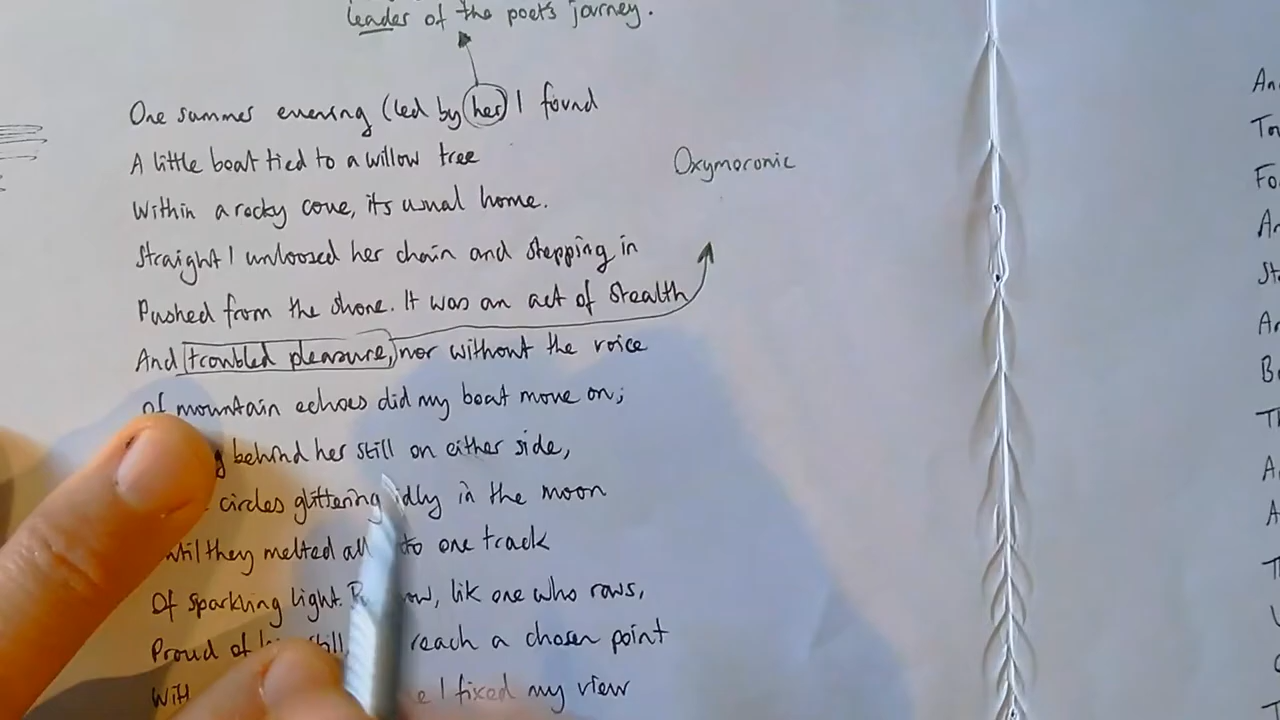 leader of the poets journey.
One summer evening (led by her) I found
A little boat tied to a willow tree
Oxymoronic
Within a rocky cove, its usual home.
Straight I unloosed her chain and stepping in
Pushed from the shore. It was an act of stealth
And troubled pleasure, nor without the voice
of mountain echoes did my boat move on;
behind her still on either side,
circles glittering idly in the moon
they melted all one track
Of sparkling light. like one who rows,
Proud of reach a chosen point
I fixed my view